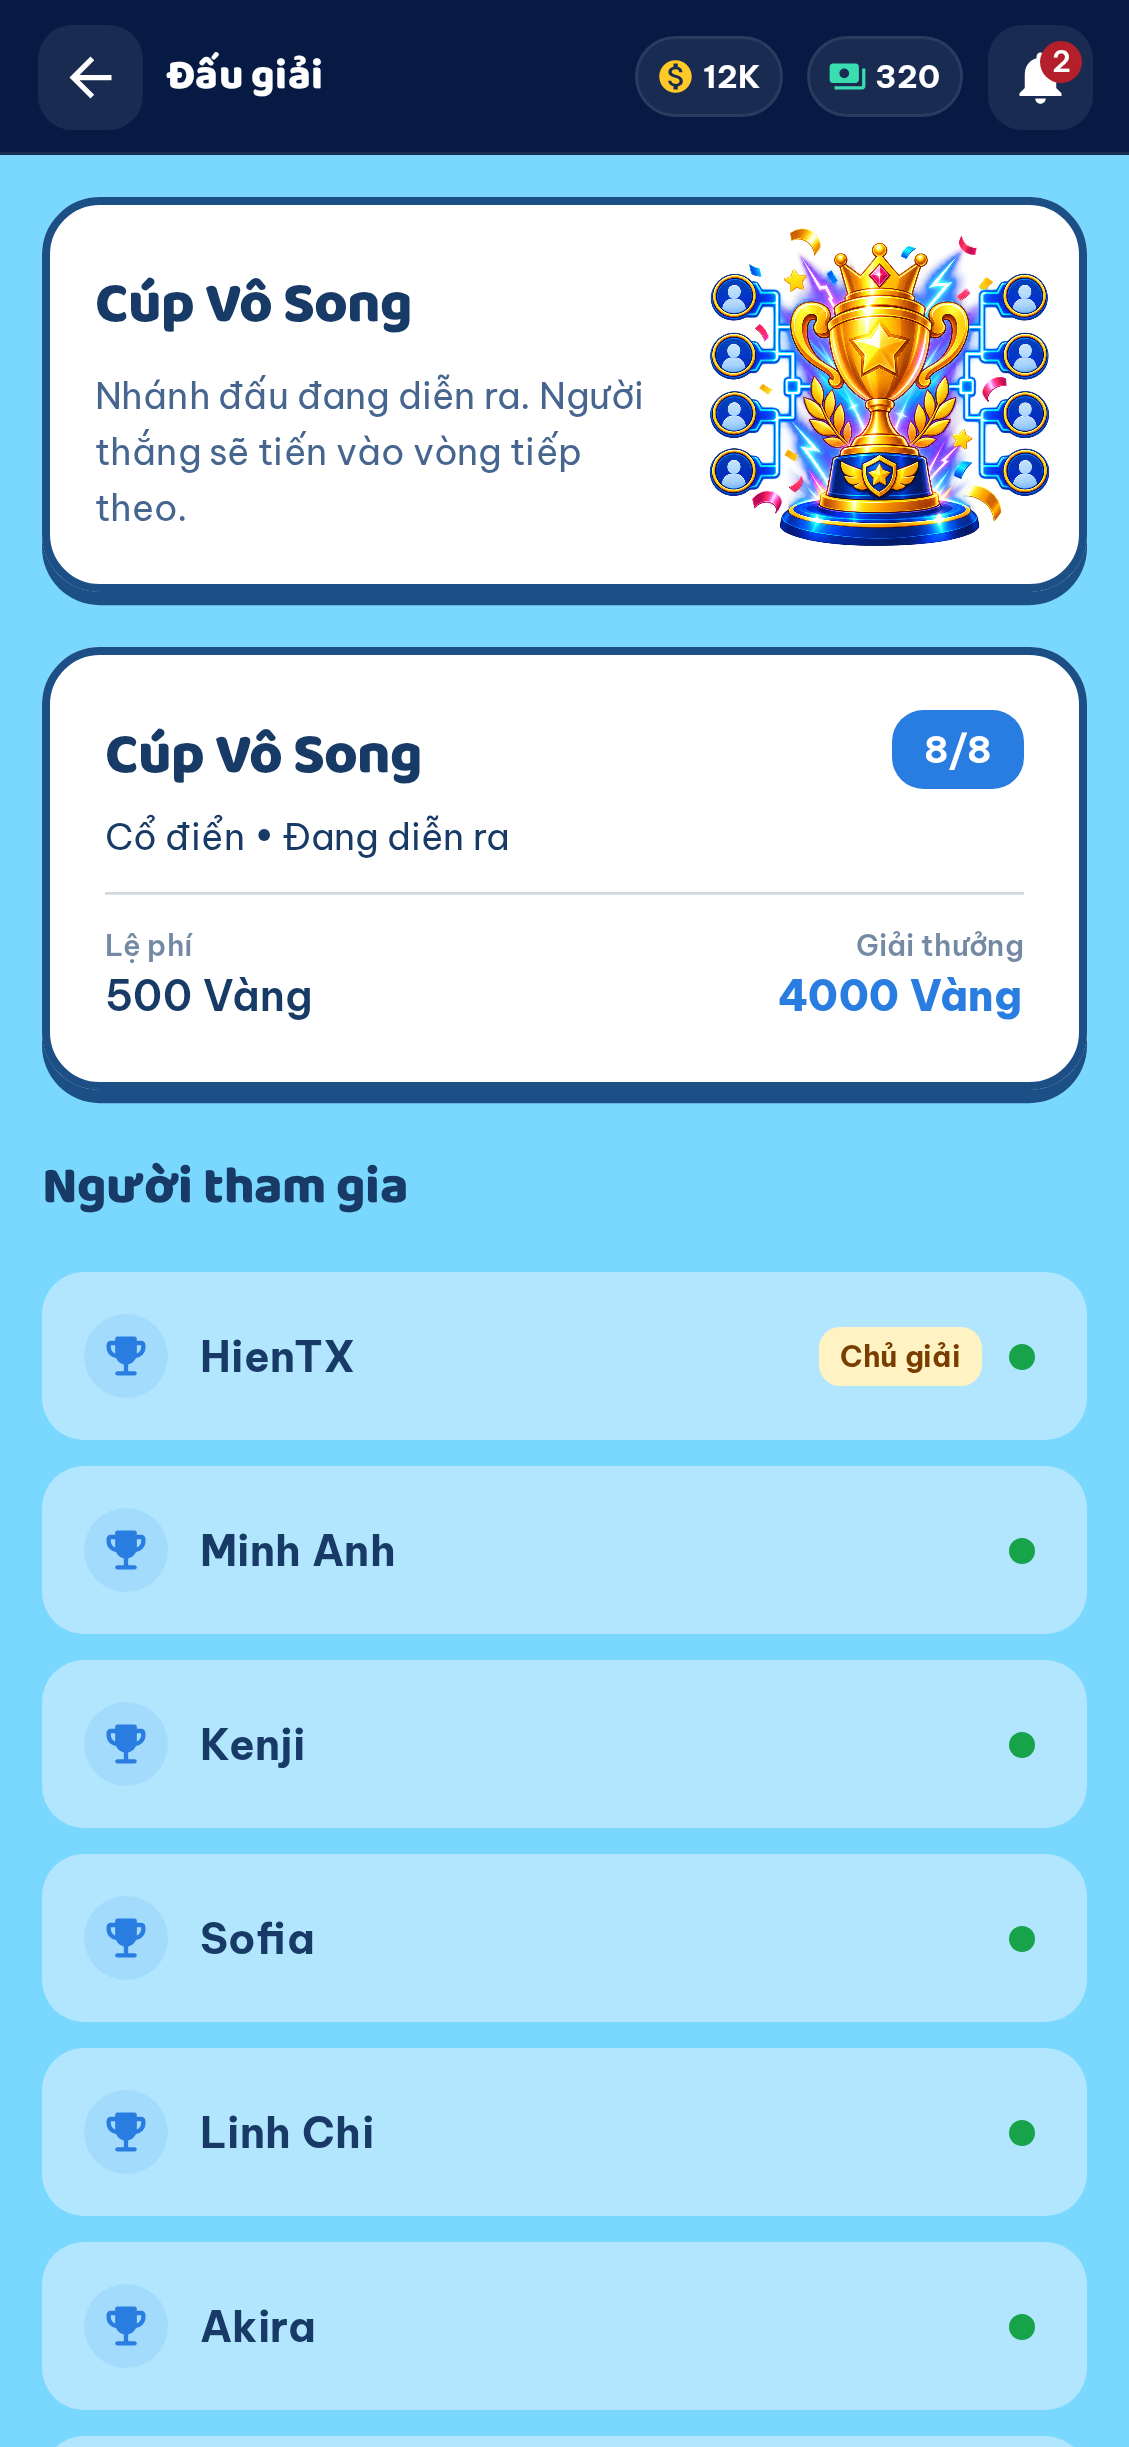 Đấu giải
12K
320
2
Cúp Vô Song
Nhánh đấu đang diễn ra. Người
thắng sẽ tiến vào vòng tiếp
theo.
Cúp Vô Song
8/8
Cổ điển • Đang diễn ra
Lệ phí
Giải thưởng
500 Vàng
4000 Vàng
Người tham gia
HienTX
Chủ giải
Minh Anh
Kenji
Sofia
Linh Chi
Akira